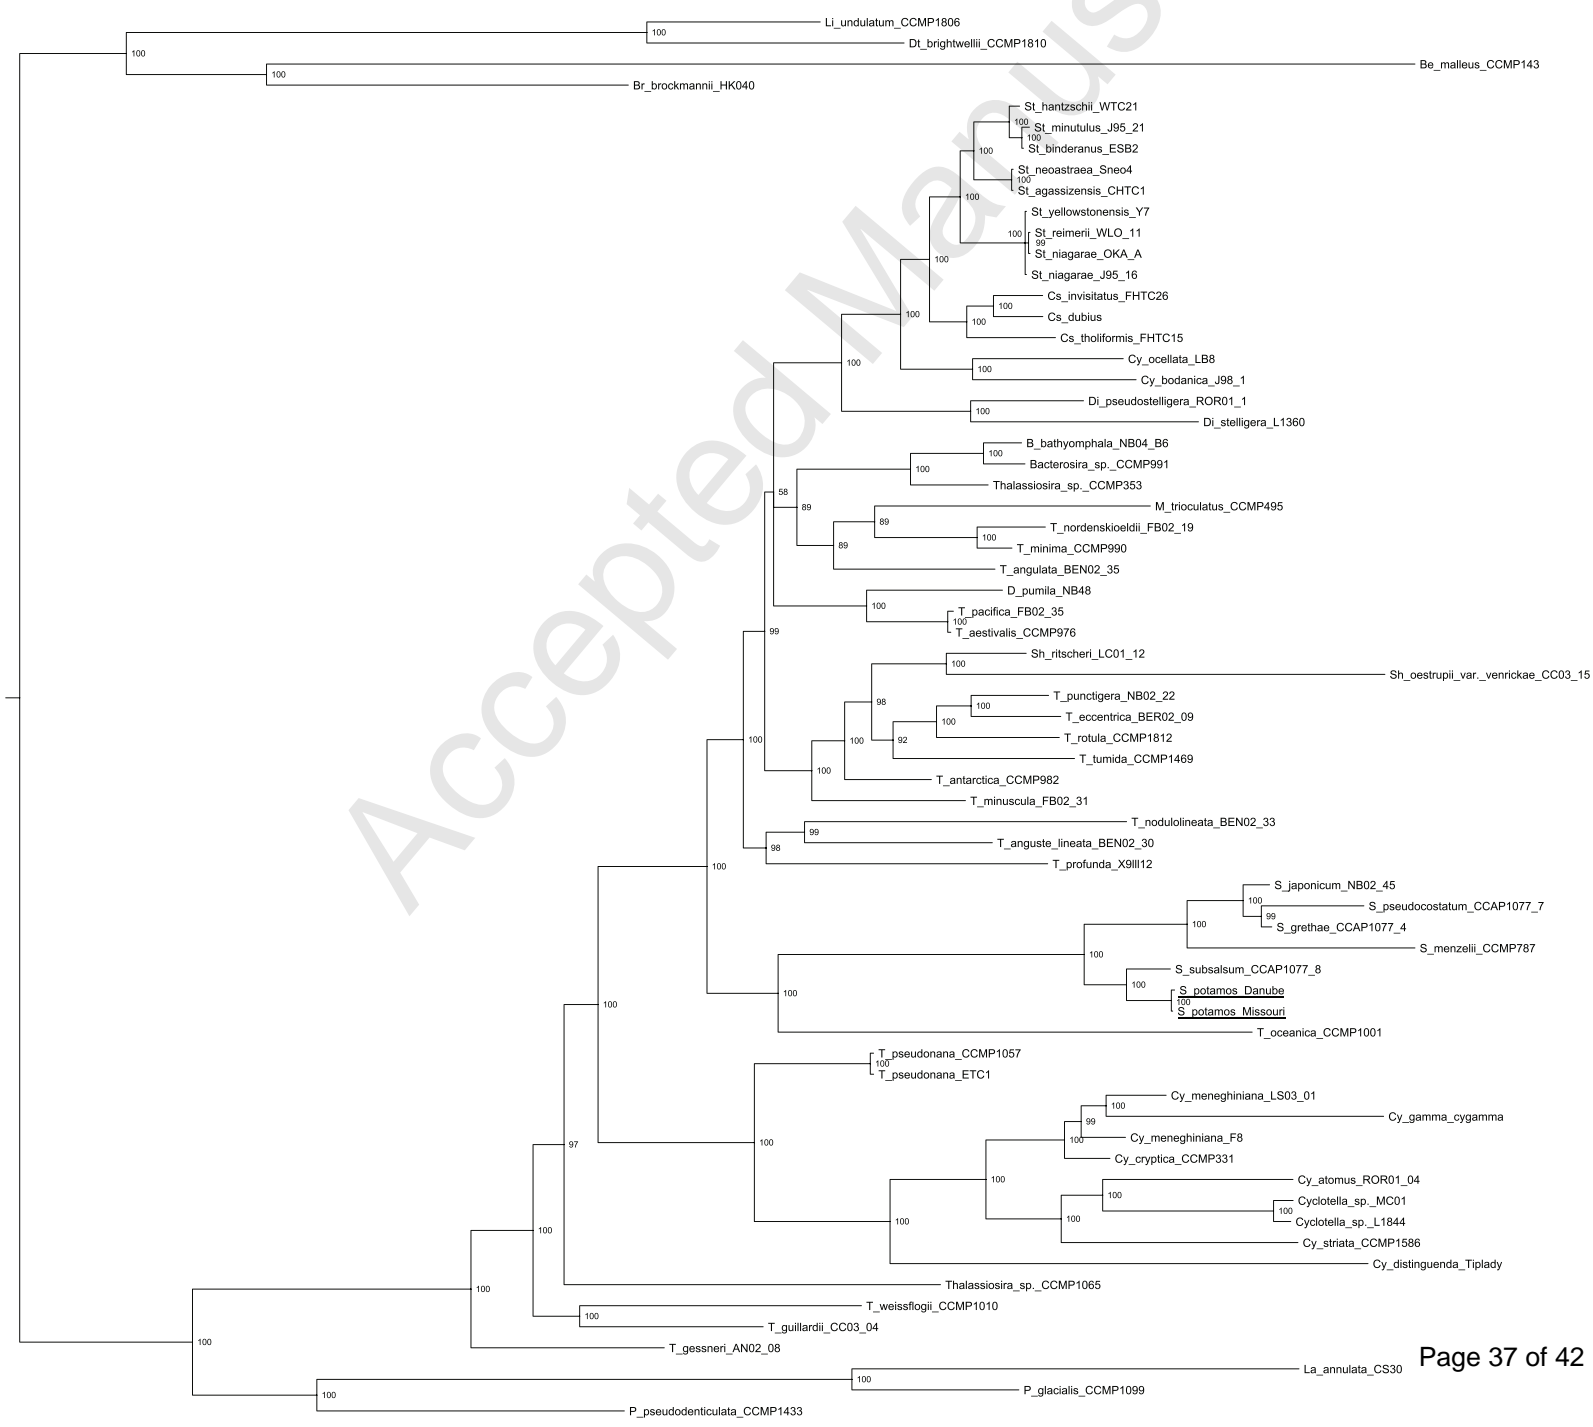 Li_undulatum_CCMP1806
100
Dt_brightwellii_CCMP1810
100
Be_malleus_CCMP143
100
Br_brockmannii_HK040
St_hantzschii_WTC21
100
St_minutulus_J95_21
100
St_binderanus_ESB2
100
St_neoastraea_Sneo4
100
St_agassizensis_CHTC1
St_yellowstonensis_Y7
100
St_reimerii_WLO_11
99
St_niagarae_OKA_A
100
St_niagarae_J95_16
Cs_invisitatus_FHTC26
100
Cs_dubius
100
100
Cs_tholiformis_FHTC15
Cy_ocellata_LB8
100
100
Cy_bodanica_J98_1
Di_pseudostelligera_ROR01_1
100
Di_stelligera_L1360
B_bathyomphala_NB04_B6
100
Bacterosira_sp._CCMP991
100
Thalassiosira_sp._CCMP353
58
M_trioculatus_CCMP495
89
89
T_nordenskioeldii_FB02_19
100
T_minima_CCMP990
89
T_angulata_BEN02_35
D_pumila_NB48
100
T_pacifica_FB02_35
100
T_aestivalis_CCMP976
99
Sh_ritscheri_LC01_12
100
Sh_oestrupii_var._venrickae_CC03_15
T_punctigera_NB02_22
98
100
T_eccentrica_BER02_09
100
T_rotula_CCMP1812
100
100
92
T_tumida_CCMP1469
100
T_antarctica_CCMP982
T_minuscula_FB02_31
T_nodulolineata_BEN02_33
99
T_anguste_lineata_BEN02_30
98
T_profunda_X9III12
100
S_japonicum_NB02_45
100
S_pseudocostatum_CCAP1077_7
99
S_grethae_CCAP1077_4
100
S_menzelii_CCMP787
100
S_subsalsum_CCAP1077_8
100
S_potamos_Danube
100
100
S_potamos_Missouri
100
T_oceanica_CCMP1001
T_pseudonana_CCMP1057
100
T_pseudonana_ETC1
Cy_meneghiniana_LS03_01
100
Cy_gamma_cygamma
99
Cy_meneghiniana_F8
100
97
100
Cy_cryptica_CCMP331
100
Cy_atomus_ROR01_04
100
Cyclotella_sp._MC01
100
100
100
Cyclotella_sp._L1844
100
Cy_striata_CCMP1586
Cy_distinguenda_Tiplady
Thalassiosira_sp._CCMP1065
100
T_weissflogii_CCMP1010
100
T_guillardii_CC03_04
100
T_gessneri_AN02_08
La_annulata_CS30
100
P_glacialis_CCMP1099
100
P_pseudodenticulata_CCMP1433
Page 37 of 42
Accepted Manus